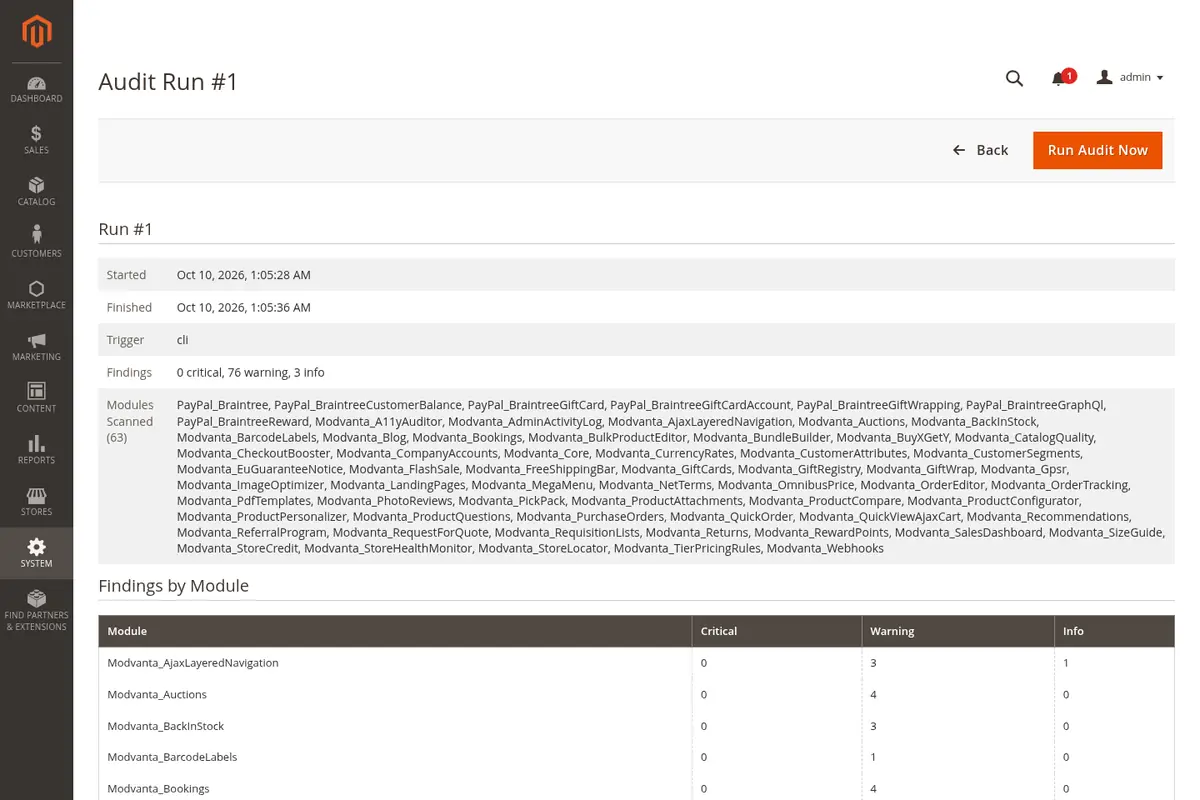 Audit Run #1
1
admin
Back
Run Audit Now
DASHBOARD
SALES
CATALOG
CUSTOMERS
MARKETPLACE
MARKETING
CONTENT
REPORTS
STORES
SYSTEM
FIND PARTNERS
& EXTENSIONS
Run #1
Started Oct 10, 2026, 1:05:28 AM
Finished Oct 10, 2026, 1:05:36 AM
Trigger cli
Findings 0 critical, 76 warning, 3 info
Modules
Scanned
(63)
PayPal_Braintree, PayPal_BraintreeCustomerBalance, PayPal_BraintreeGiftCard, PayPal_BraintreeGiftCardAccount, PayPal_BraintreeGiftWrapping, PayPal_BraintreeGraphQl,
PayPal_BraintreeReward, Modvanta_A11yAuditor, Modvanta_AdminActivityLog, Modvanta_AjaxLayeredNavigation, Modvanta_Auctions, Modvanta_BackInStock,
Modvanta_BarcodeLabels, Modvanta_Blog, Modvanta_Bookings, Modvanta_BulkProductEditor, Modvanta_BundleBuilder, Modvanta_BuyXGetY, Modvanta_CatalogQuality,
Modvanta_CheckoutBooster, Modvanta_CompanyAccounts, Modvanta_Core, Modvanta_CurrencyRates, Modvanta_CustomerAttributes, Modvanta_CustomerSegments,
Modvanta_EuGuaranteeNotice, Modvanta_FlashSale, Modvanta_FreeShippingBar, Modvanta_GiftCards, Modvanta_GiftRegistry, Modvanta_GiftWrap, Modvanta_Gpsr,
Modvanta_ImageOptimizer, Modvanta_LandingPages, Modvanta_MegaMenu, Modvanta_NetTerms, Modvanta_OmnibusPrice, Modvanta_OrderEditor, Modvanta_OrderTracking,
Modvanta_PdfTemplates, Modvanta_PhotoReviews, Modvanta_PickPack, Modvanta_ProductAttachments, Modvanta_ProductCompare, Modvanta_ProductConfigurator,
Modvanta_ProductPersonalizer, Modvanta_ProductQuestions, Modvanta_PurchaseOrders, Modvanta_QuickOrder, Modvanta_QuickViewAjaxCart, Modvanta_Recommendations,
Modvanta_ReferralProgram, Modvanta_RequestForQuote, Modvanta_RequisitionLists, Modvanta_Returns, Modvanta_RewardPoints, Modvanta_SalesDashboard, Modvanta_SizeGuide,
Modvanta_StoreCredit, Modvanta_StoreHealthMonitor, Modvanta_StoreLocator, Modvanta_TierPricingRules, Modvanta_Webhooks
Findings by Module
Module Critical Warning Info
Modvanta_AjaxLayeredNavigation 0 3 1
Modvanta_Auctions 0 4 0
Modvanta_BackInStock 0 3 0
Modvanta_BarcodeLabels 0 1 0
Modvanta_Bookings 0 4 0